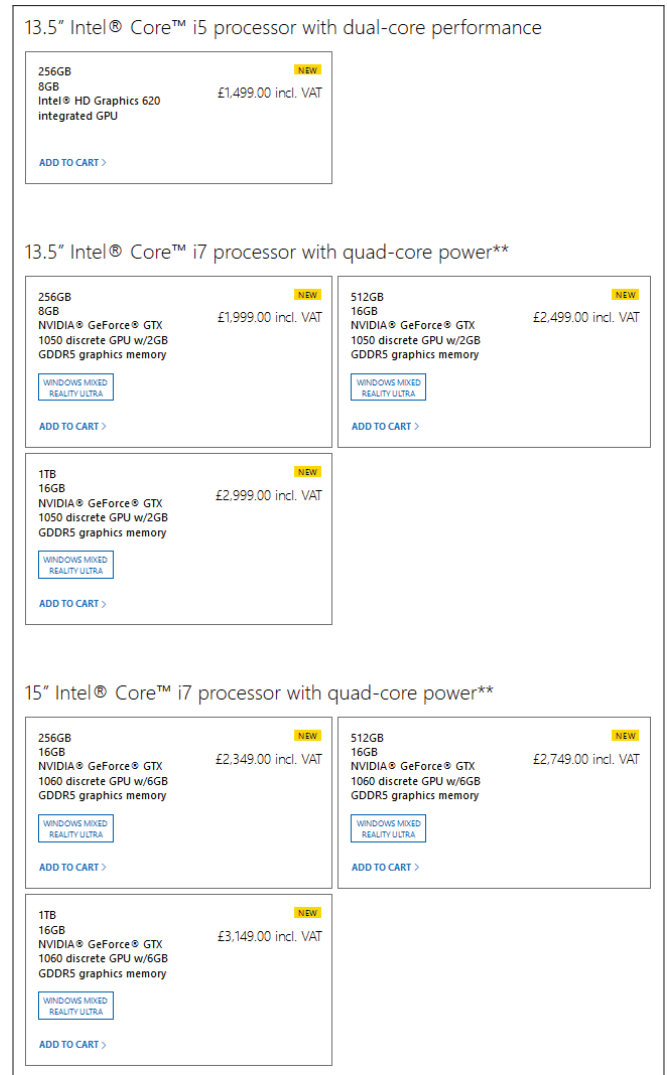 13.5" Intel® Core™ i5 processor with dual-core performance
256GB
8GB
Intel® HD Graphics 620
integrated GPU
NEW
£1,499.00 incl. VAT
ADD TO CART >
13.5" Intel® Core™ i7 processor with quad-core power**
256GB
8GB
NVIDIA® GeForce® GTX
1050 discrete GPU w/2GB
GDDR5 graphics memory
NEW
£1,999.00 incl. VAT
WINDOWS MIXED
REALITY ULTRA
ADD TO CART >
512GB
16GB
NVIDIA® GeForce® GTX
1050 discrete GPU w/2GB
GDDR5 graphics memory
NEW
£2,499.00 incl. VAT
WINDOWS MIXED
REALITY ULTRA
ADD TO CART >
1TB
16GB
NVIDIA® GeForce® GTX
1050 discrete GPU w/2GB
GDDR5 graphics memory
NEW
£2,999.00 incl. VAT
WINDOWS MIXED
REALITY ULTRA
ADD TO CART >
15" Intel® Core™ i7 processor with quad-core power**
256GB
16GB
NVIDIA® GeForce® GTX
1060 discrete GPU w/6GB
GDDR5 graphics memory
NEW
£2,349.00 incl. VAT
WINDOWS MIXED
REALITY ULTRA
ADD TO CART >
512GB
16GB
NVIDIA® GeForce® GTX
1060 discrete GPU w/6GB
GDDR5 graphics memory
NEW
£2,749.00 incl. VAT
WINDOWS MIXED
REALITY ULTRA
ADD TO CART >
1TB
16GB
NVIDIA® GeForce® GTX
1060 discrete GPU w/6GB
GDDR5 graphics memory
NEW
£3,149.00 incl. VAT
WINDOWS MIXED
REALITY ULTRA
ADD TO CART >